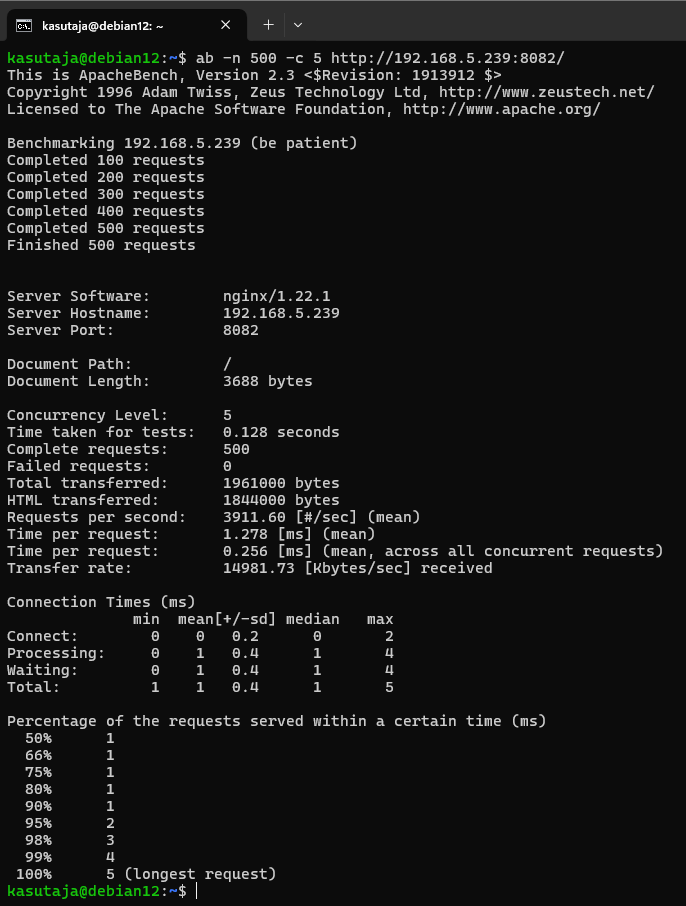 kasutaja@debian12: ~
kasutaja@debian12:~$ ab -n 500 -c 5 http://192.168.5.239:8082/
This is ApacheBench, Version 2.3 <$Revision: 1913912 $>
Copyright 1996 Adam Twiss, Zeus Technology Ltd, http://www.zeustech.net/
Licensed to The Apache Software Foundation, http://www.apache.org/

Benchmarking 192.168.5.239 (be patient)
Completed 100 requests
Completed 200 requests
Completed 300 requests
Completed 400 requests
Completed 500 requests
Finished 500 requests


Server Software:        nginx/1.22.1
Server Hostname:        192.168.5.239
Server Port:            8082

Document Path:          /
Document Length:        3688 bytes

Concurrency Level:      5
Time taken for tests:   0.128 seconds
Complete requests:      500
Failed requests:        0
Total transferred:      1961000 bytes
HTML transferred:       1844000 bytes
Requests per second:    3911.60 [#/sec] (mean)
Time per request:       1.278 [ms] (mean)
Time per request:       0.256 [ms] (mean, across all concurrent requests)
Transfer rate:          14981.73 [Kbytes/sec] received

Connection Times (ms)
              min  mean[+/-sd] median   max
Connect:        0    0   0.2      0       2
Processing:     0    1   0.4      1       4
Waiting:        0    1   0.4      1       4
Total:          1    1   0.4      1       5

Percentage of the requests served within a certain time (ms)
  50%      1
  66%      1
  75%      1
  80%      1
  90%      1
  95%      2
  98%      3
  99%      4
 100%      5 (longest request)
kasutaja@debian12:~$